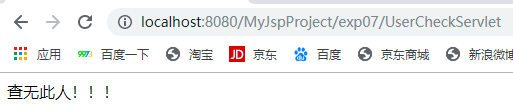 localhost:8080/MyJspProject/exp07/UserCheckServlet
应用 百度一下 淘宝 JD 京东 百度 京东商城 新浪微博
查无此人！！！